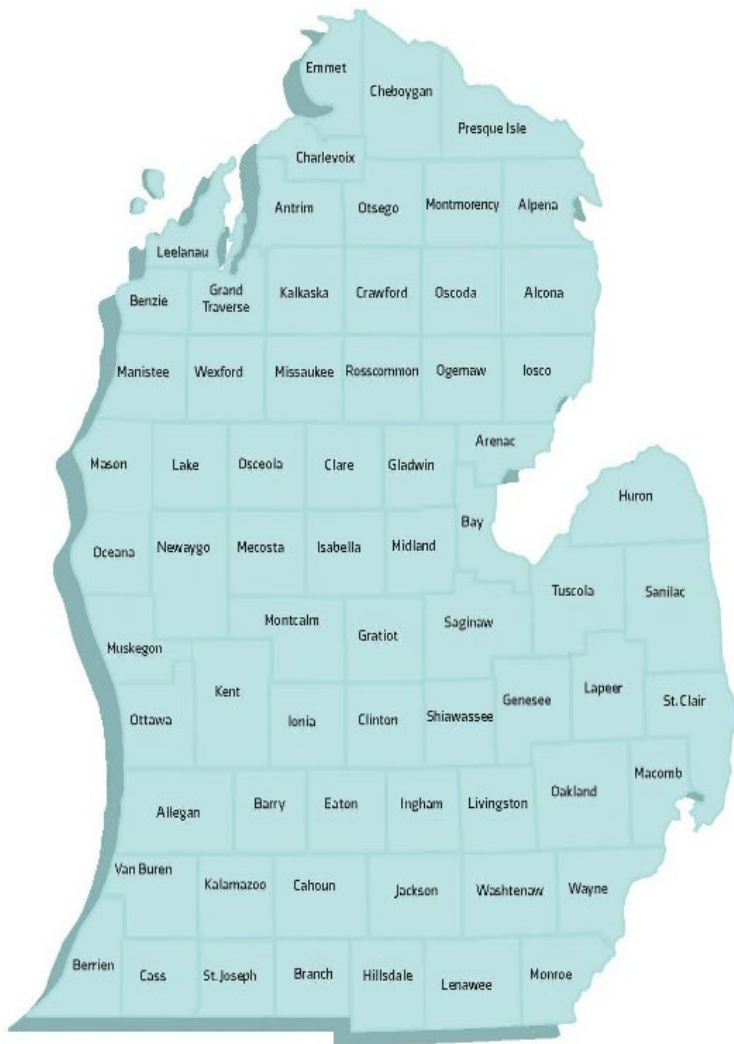 Emmet
Cheboygan
Presque Isle
Charlevoix
Antrim
Otsego
Montmorency
Alpena
Leelanau
Benzie
Grand
Traverse
Kalkaska
Crawford
Oscoda
Alcona
Manistee
Wexford
Missaukee
Rosscommon
Ogemaw
Iosco
Mason
Lake
Osceola
Clare
Gladwin
Arenac
Huron
Bay
Oceana
Newaygo
Mecosta
Isabella
Midland
Tuscola
Sanilac
Montcalm
Gratiot
Saginaw
Muskegon
Kent
Ottawa
Ionia
Clinton
Shiawassee
Genesee
Lapeer
St. Clair
Allegan
Barry
Eaton
Ingham
Livingston
Oakland
Macomb
Van Buren
Kalamazoo
Cahoun
Jackson
Washtenaw
Wayne
Berrien
Cass
St. Joseph
Branch
Hillsdale
Lenawee
Monroe